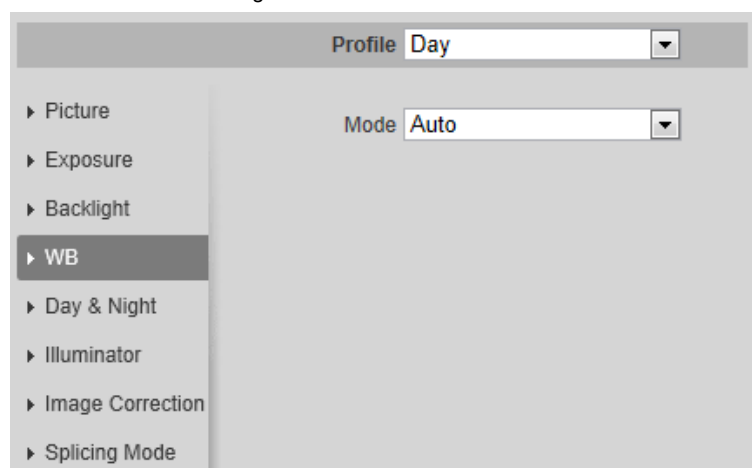 Profile Day
Picture
Mode Auto
Exposure
Backlight
WB
Day & Night
Illuminator
Image Correction
Splicing Mode